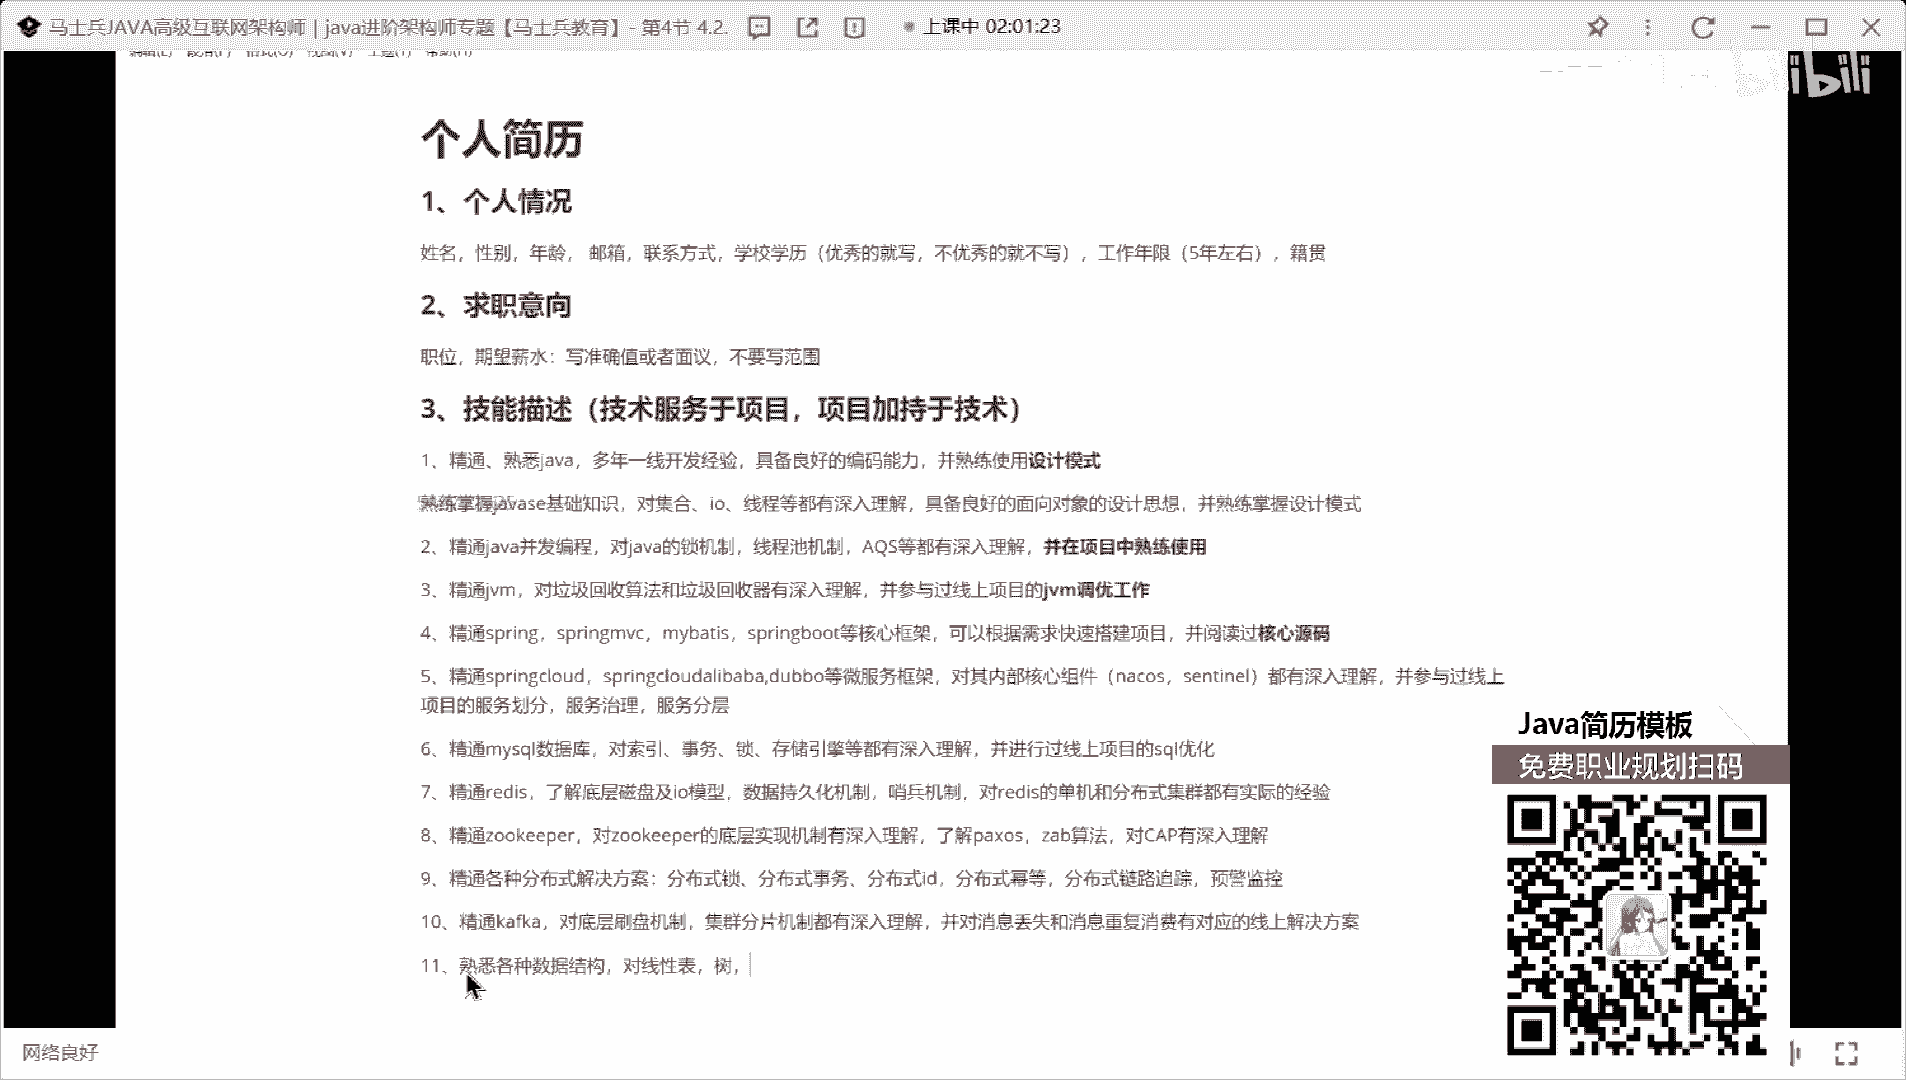 马士兵JAVA高级互联网架构师 | java进阶架构师专题【马士兵教育】 - 第4节 4.2.
上课中 02:01:23
bilibili
个人简历
1、个人情况
姓名，性别，年龄， 邮箱，联系方式，学校学历（优秀的就写，不优秀的就不写），工作年限（5年左右），籍贯
2、求职意向
职位，期望薪水：写准确值或者面议，不要写范围
3、技能描述（技术服务于项目，项目加持于技术）
1、精通、熟悉java，多年一线开发经验，具备良好的编码能力，并熟练使用设计模式
熟练掌握javase基础知识，对集合、io、线程等都有深入理解，具备良好的面向对象的设计思想，并熟练掌握设计模式
2、精通java并发编程，对java的锁机制，线程池机制，AQS等都有深入理解，并在项目中熟练使用
3、精通jvm，对垃圾回收算法和垃圾回收器有深入理解，并参与过线上项目的jvm调优工作
4、精通spring，springmvc，mybatis，springboot等核心框架，可以根据需求快速搭建项目，并阅读过核心源码
5、精通springcloud，springcloudalibaba,dubbo等微服务框架，对其内部核心组件（nacos，sentinel）都有深入理解，并参与过线上
项目的服务划分，服务治理，服务分层
6、精通mysql数据库，对索引、事务、锁、存储引擎等都有深入理解，并进行过线上项目的sql优化
7、精通redis，了解底层磁盘及io模型，数据持久化机制，哨兵机制，对redis的单机和分布式集群都有实际的经验
8、精通zookeeper，对zookeeper的底层实现机制有深入理解，了解paxos，zab算法，对CAP有深入理解
9、精通各种分布式解决方案：分布式锁、分布式事务、分布式id，分布式幂等，分布式链路追踪，预警监控
10、精通kafka，对底层刷盘机制，集群分片机制都有深入理解，并对消息丢失和消息重复消费有对应的线上解决方案
11、熟悉各种数据结构，对线性表，树，
Java简历模板
免费职业规划扫码
网络良好